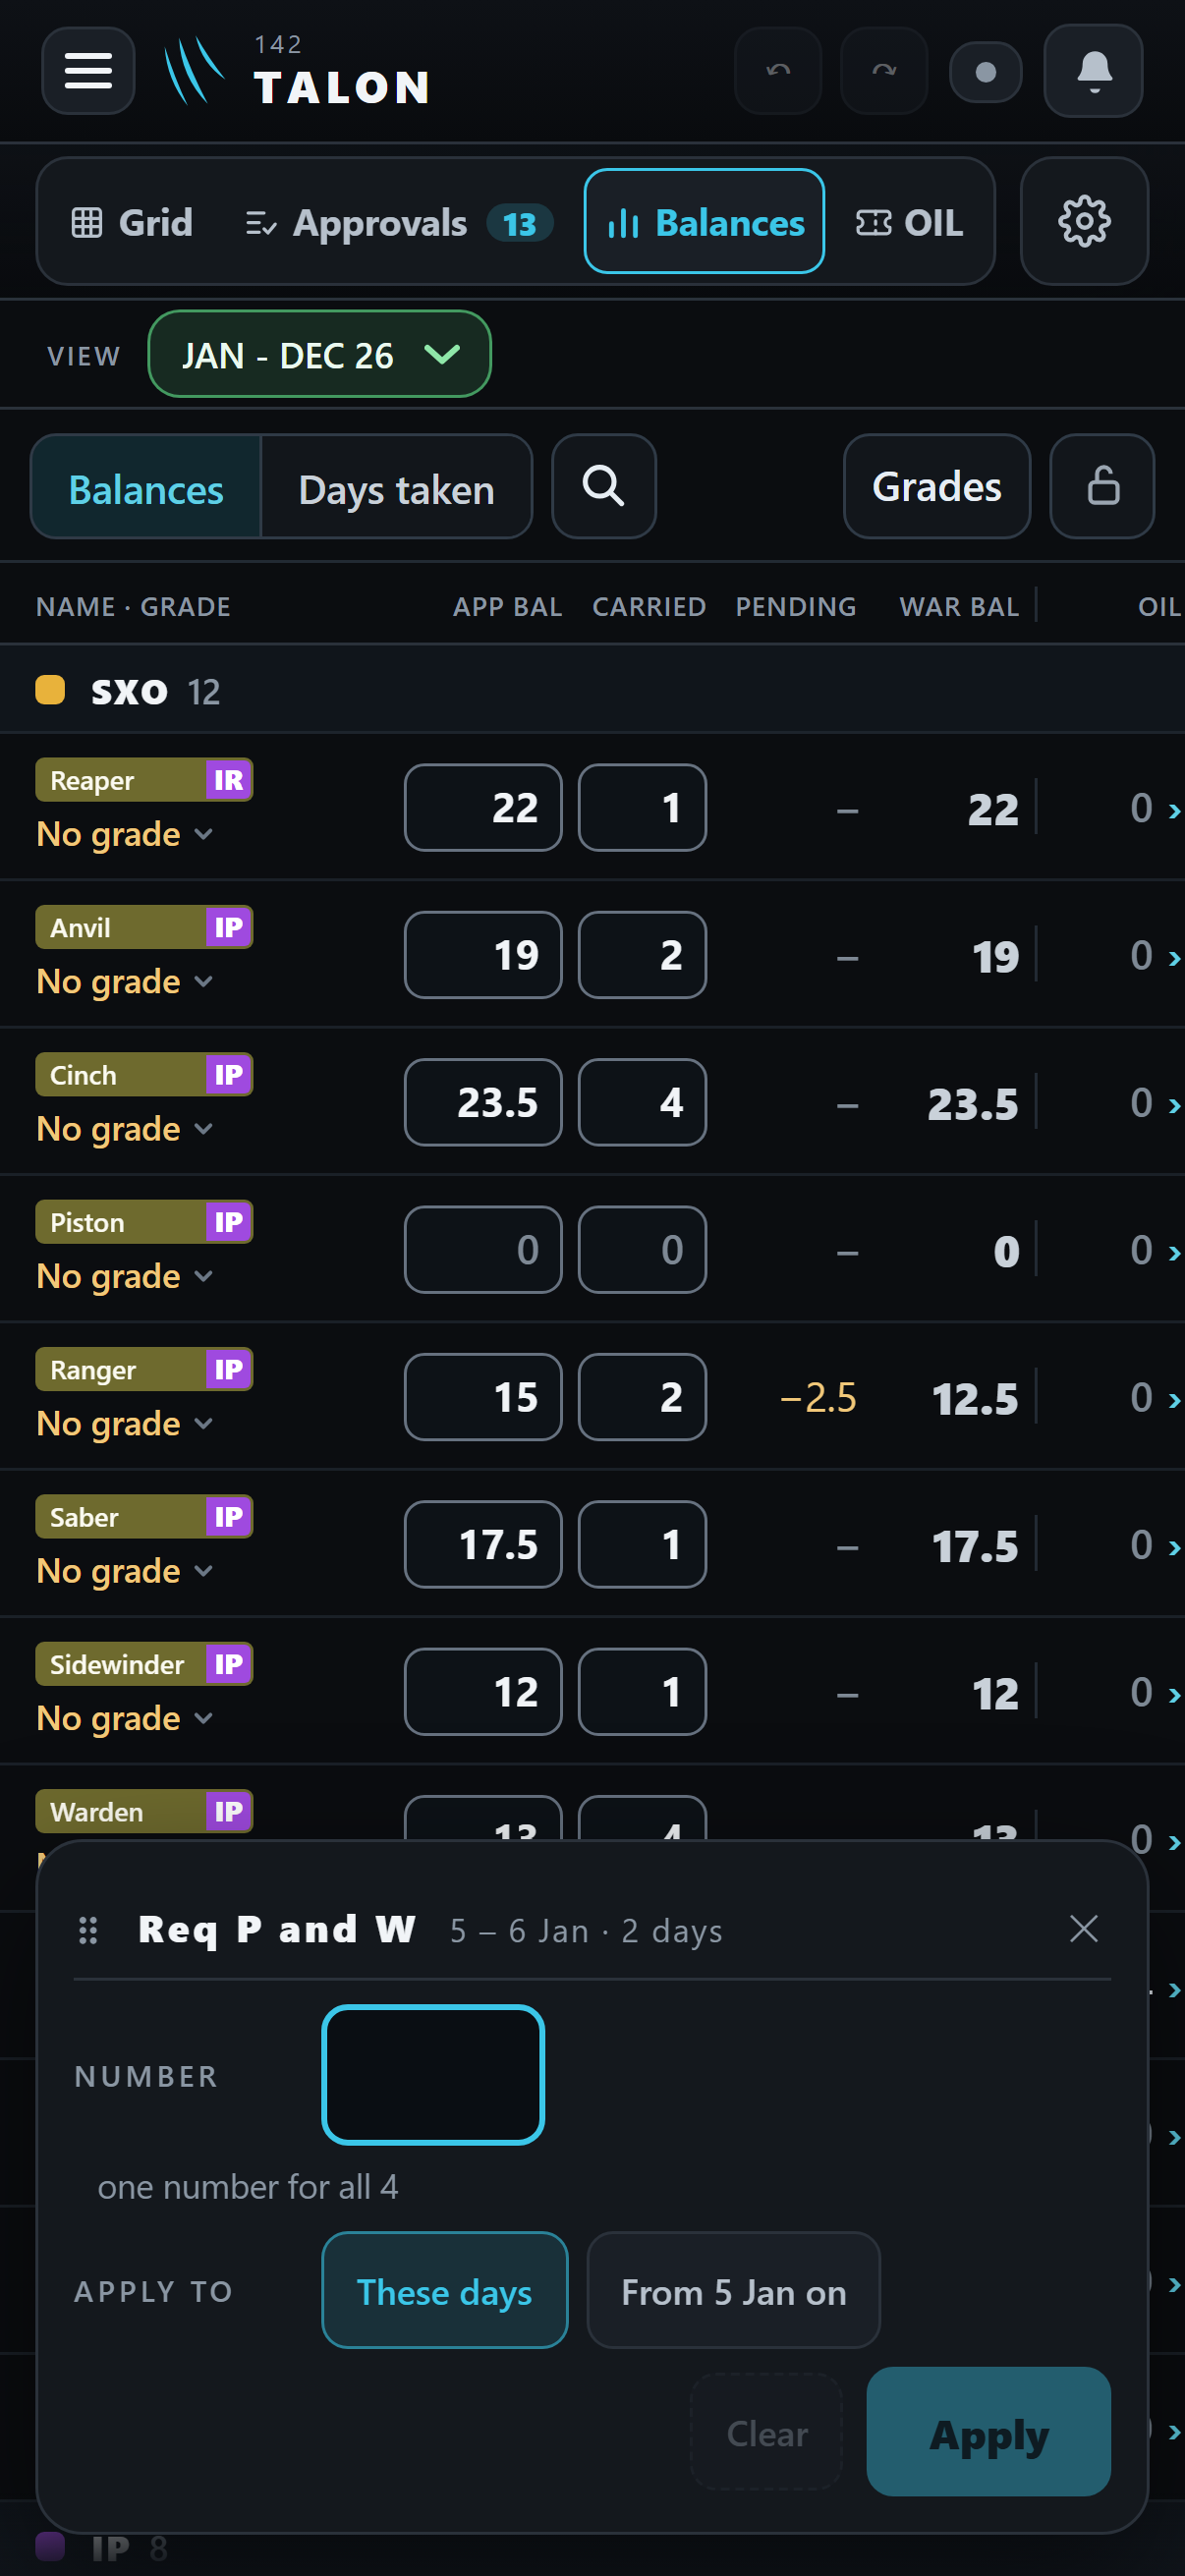 142
TALON
Grid Approvals 13 Balances OIL
VIEW JAN - DEC 26
Balances Days taken Grades
NAME · GRADE APP BAL CARRIED PENDING WAR BAL OIL
SXO 12
Reaper IR
No grade 22 1 – 22 0 ›
Anvil IP
No grade 19 2 – 19 0 ›
Cinch IP
No grade 23.5 4 – 23.5 0 ›
Piston IP
No grade 0 0 – 0 0 ›
Ranger IP
No grade 15 2 −2.5 12.5 0 ›
Saber IP
No grade 17.5 1 – 17.5 0 ›
Sidewinder IP
No grade 12 1 – 12 0 ›
Warden IP
13 4 13 0 ›
Req P and W 5 – 6 Jan · 2 days
NUMBER
one number for all 4
APPLY TO These days From 5 Jan on
Clear Apply
IP 8